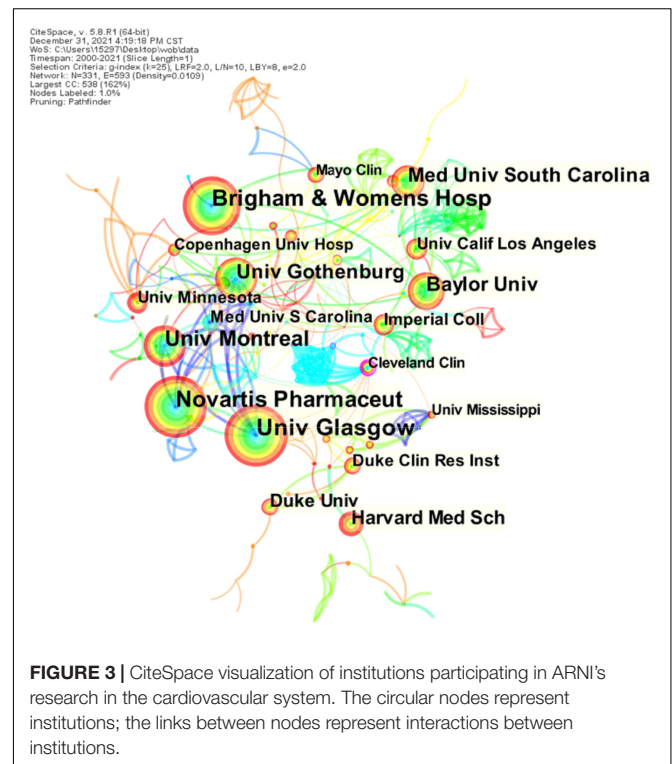 CiteSpace, v. 5.8.R1 (64-bit)
December 31, 2021 4:19:18 PM CST
WoS: C:\Users\15297\Desktop\wob\data
Timespan: 2000-2021 (Slice Length=1)
Selection Criteria: g-index (k=25), LRF=2.0, L/N=10, LBY=8, e=2.0
Network: N=331, E=593 (Density=0.0109)
Largest CC: 538 (162%)
Nodes Labeled: 1.0%
Pruning: Pathfinder
Mayo Clin
Med Univ South Carolina
Brigham & Womens Hosp
Copenhagen Univ Hosp
Univ Calif Los Angeles
Univ Gothenburg
Baylor Univ
Univ Minnesota
Med Univ S Carolina
Imperial Coll
Univ Montreal
Cleveland Clin
Novartis Pharmaceut
Univ Mississippi
Univ Glasgow
Duke Clin Res Inst
Duke Univ
Harvard Med Sch
FIGURE 3 | CiteSpace visualization of institutions participating in ARNI's
research in the cardiovascular system. The circular nodes represent
institutions; the links between nodes represent interactions between
institutions.